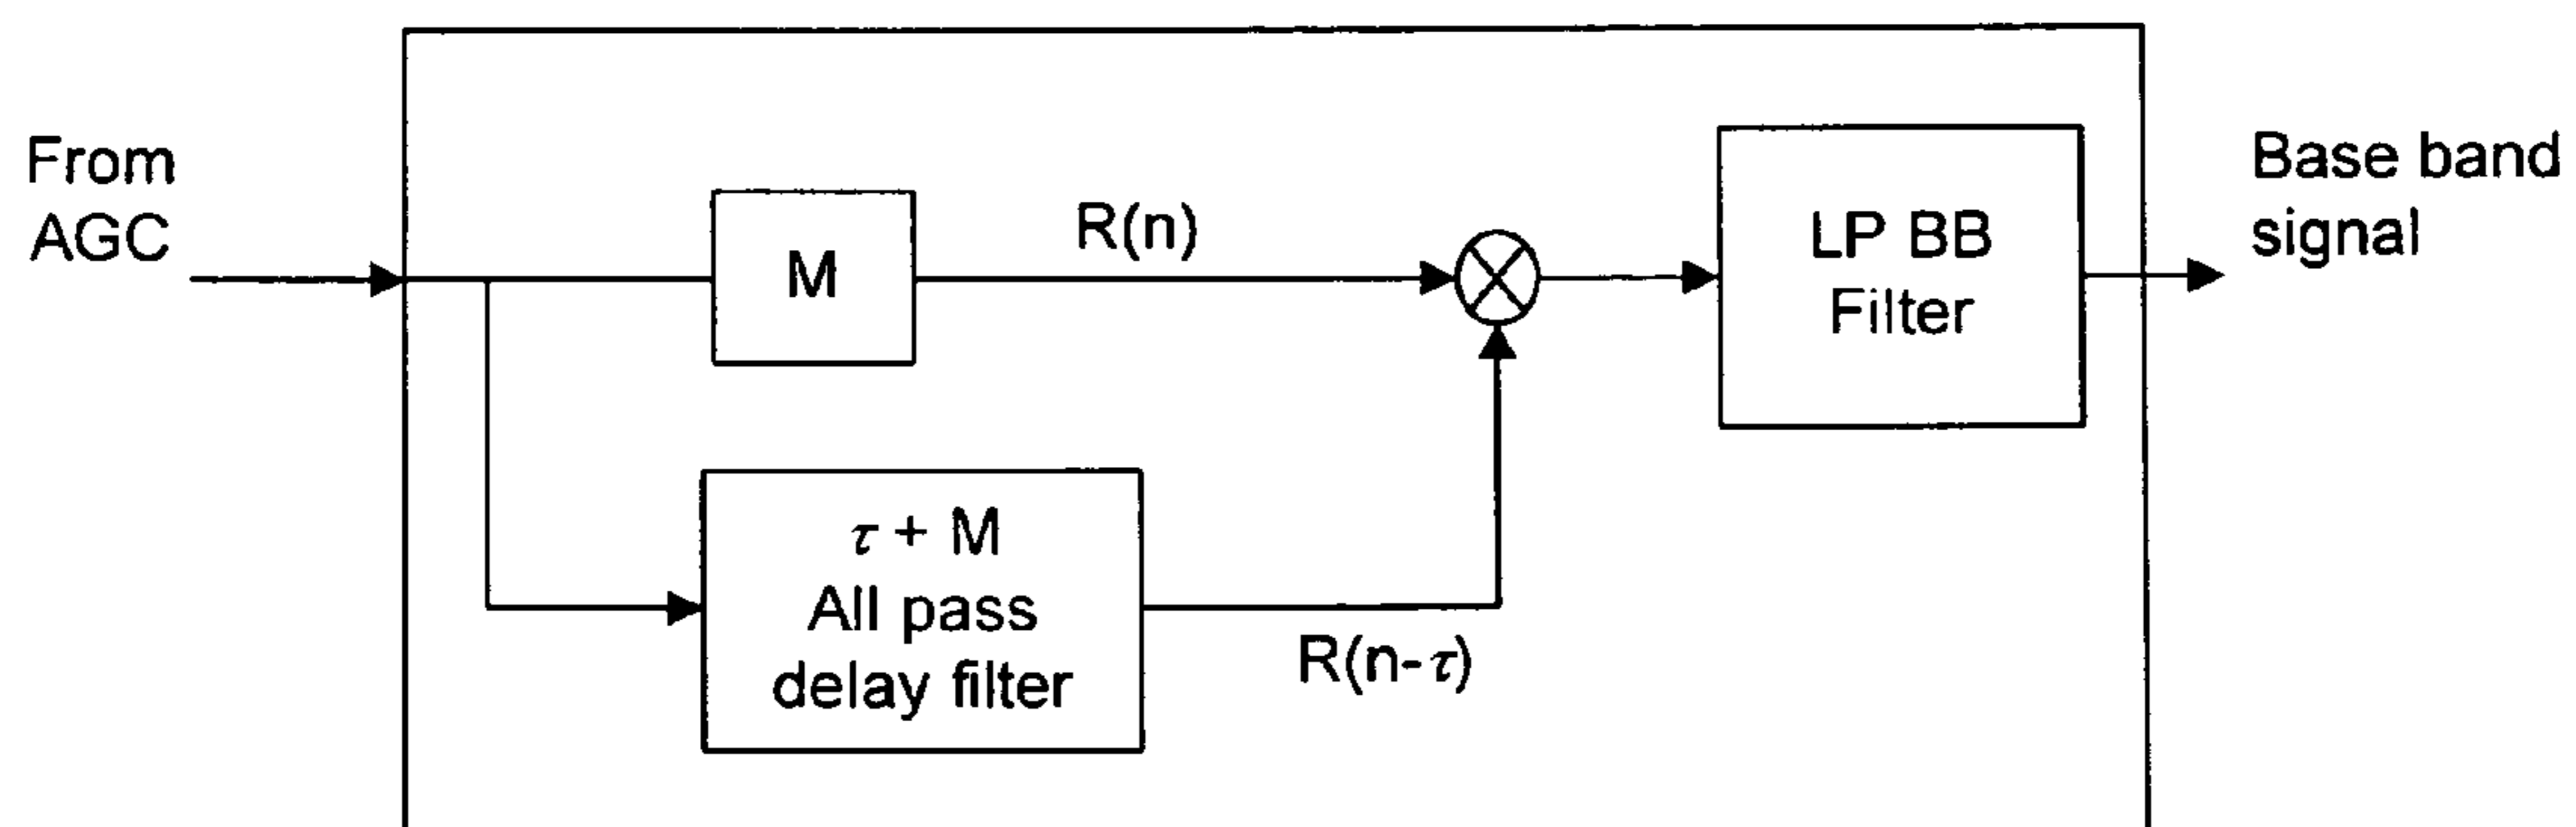 From
AGC
M
R(n)
LP BB
Filter
Base band
signal
τ + M
All pass
delay filter
R(n-τ)